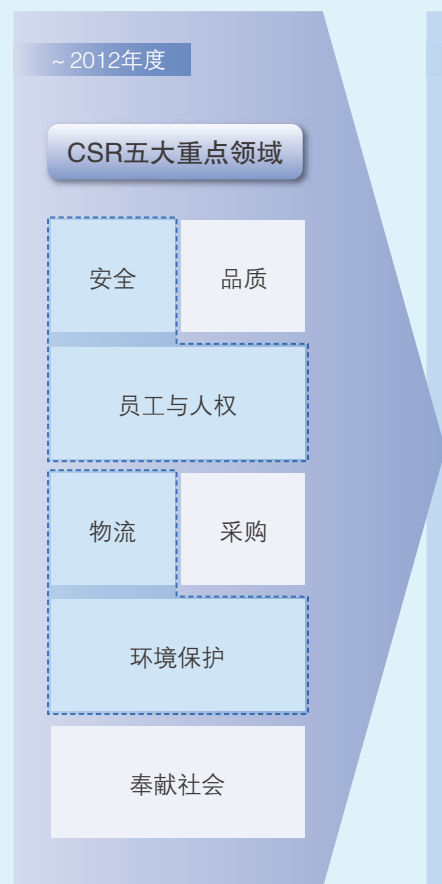 ~ 2012年度
CSR五大重点领域
安全
品质
员工与人权
物流
采购
环境保护
奉献社会